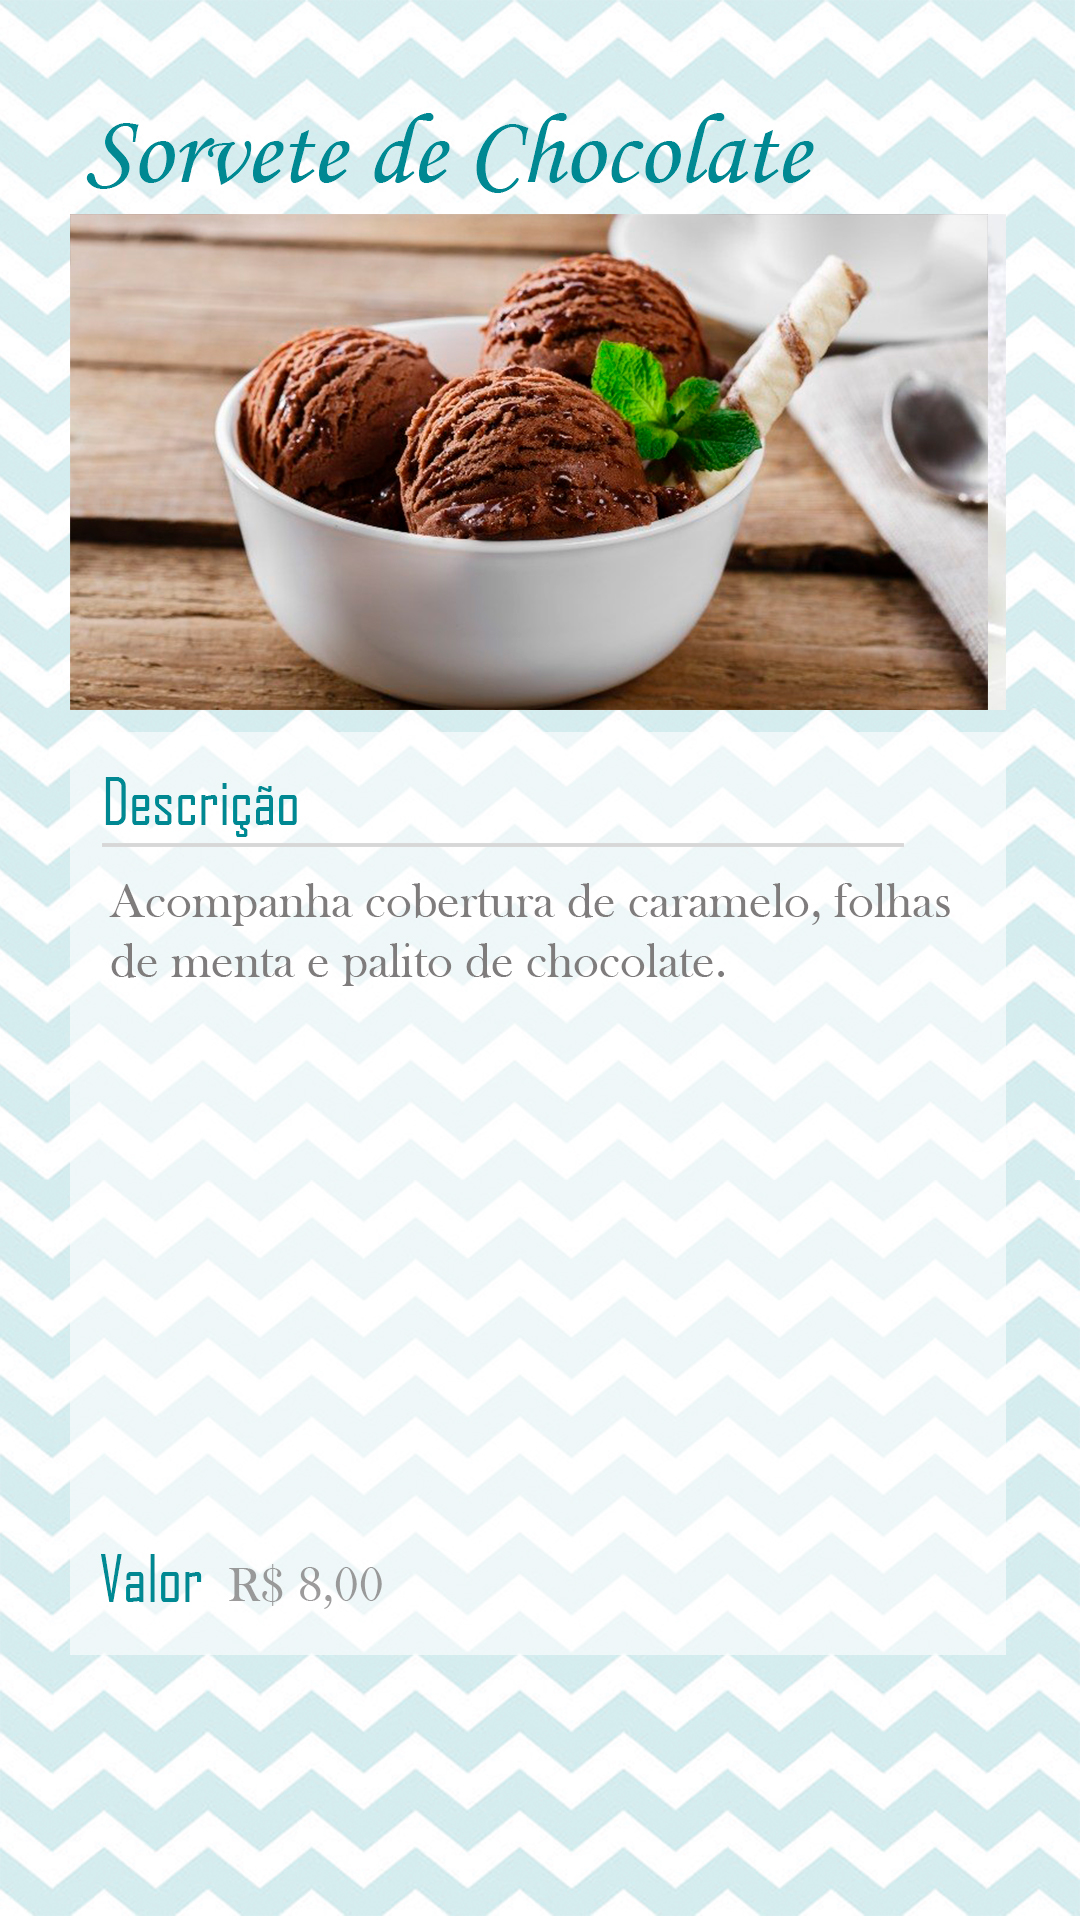 Sorvete de Chocolate
Descrição
Acompanha cobertura de caramelo, folhas
de menta e palito de chocolate.
Valor R$ 8,00